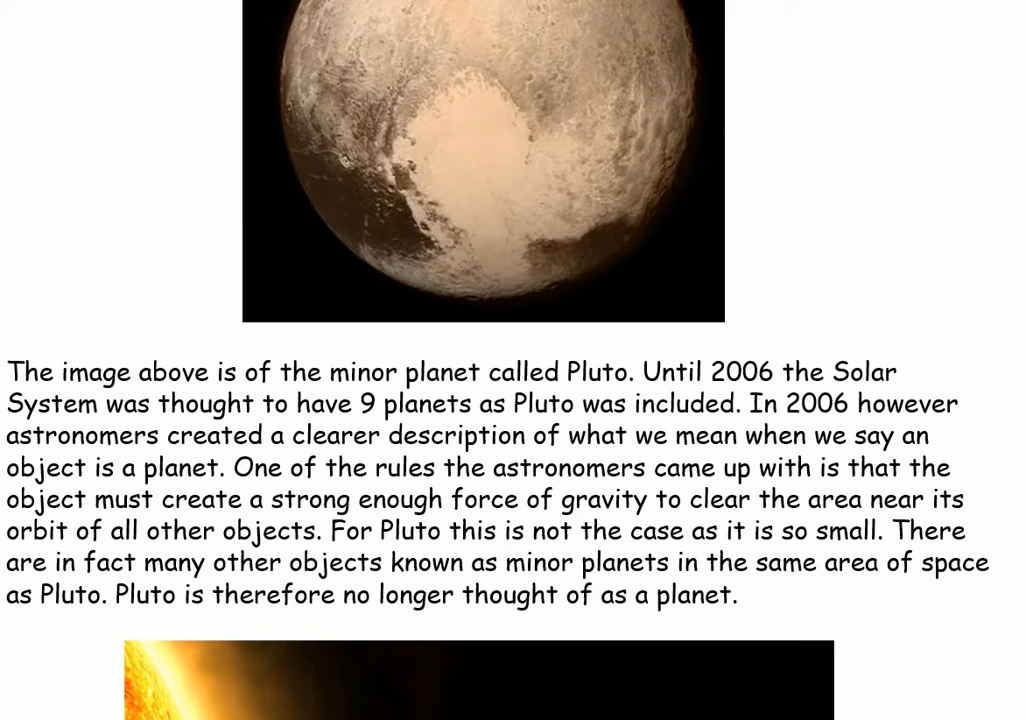 The image above is of the minor planet called Pluto. Until 2006 the Solar
System was thought to have 9 planets as Pluto was included. In 2006 however
astronomers created a clearer description of what we mean when we say an
object is a planet. One of the rules the astronomers came up with is that the
object must create a strong enough force of gravity to clear the area near its
orbit of all other objects. For Pluto this is not the case as it is so small. There
are in fact many other objects known as minor planets in the same area of space
as Pluto. Pluto is therefore no longer thought of as a planet.